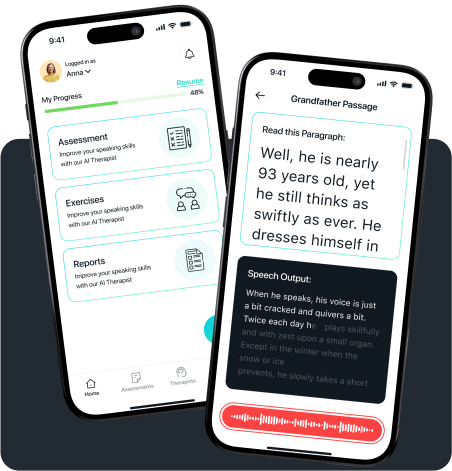 9:41
Logged in as
Anna
Resume
My Progress
48%
Assessment
Improve your speaking skills
with our AI Therapist
Exercises
Improve your speaking skills
with our AI Therapist
Reports
Improve your speaking skills
with our AI Therapist
Home
Assessments
Therapists
9:41
Grandfather Passage
Read this Paragraph:
Well, he is nearly
93 years old, yet
he still thinks as
swiftly as ever. He
dresses himself in
Speech Output:
When he speaks, his voice is just
a bit cracked and quivers a bit.
Twice each day he plays skillfully
and with zest upon a small organ.
Except in the winter when the
snow or ice
prevents, he slowly takes a short